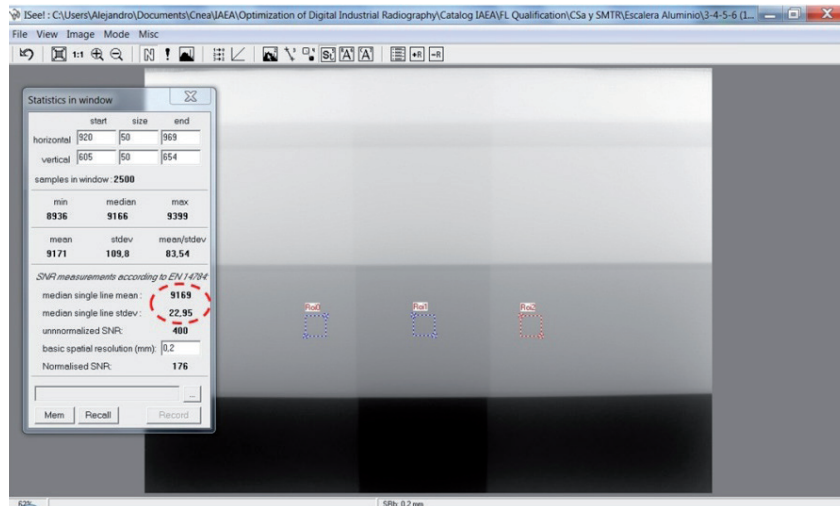 ISee! : C:\Users\Alejandro\Documents\Cnea\IAEA\Optimization of Digital Industrial Radiography\Catalog IAEA\FL Qualification\CSa y SMTR\Escalera Aluminio\3-4-5-6 (1...
File View Image Mode Misc
1:1
Statistics in window
start size end
horizontal 920 50 969
vertical 605 50 654
samples in window : 2500
min median max
8936 9166 9399
mean stdev mean/stdev
9171 109,8 83,54
SNR measurements according to EN 14784:
median single line mean : 9169
median single line stdev : 22,95
unnnormalized SNR: 400
basic spatial resolution (mm): 0,2
Normalised SNR: 176
...
Mem Recall Record
Roi0 Roi1 Roi2
63% SRb: 0.2 mm